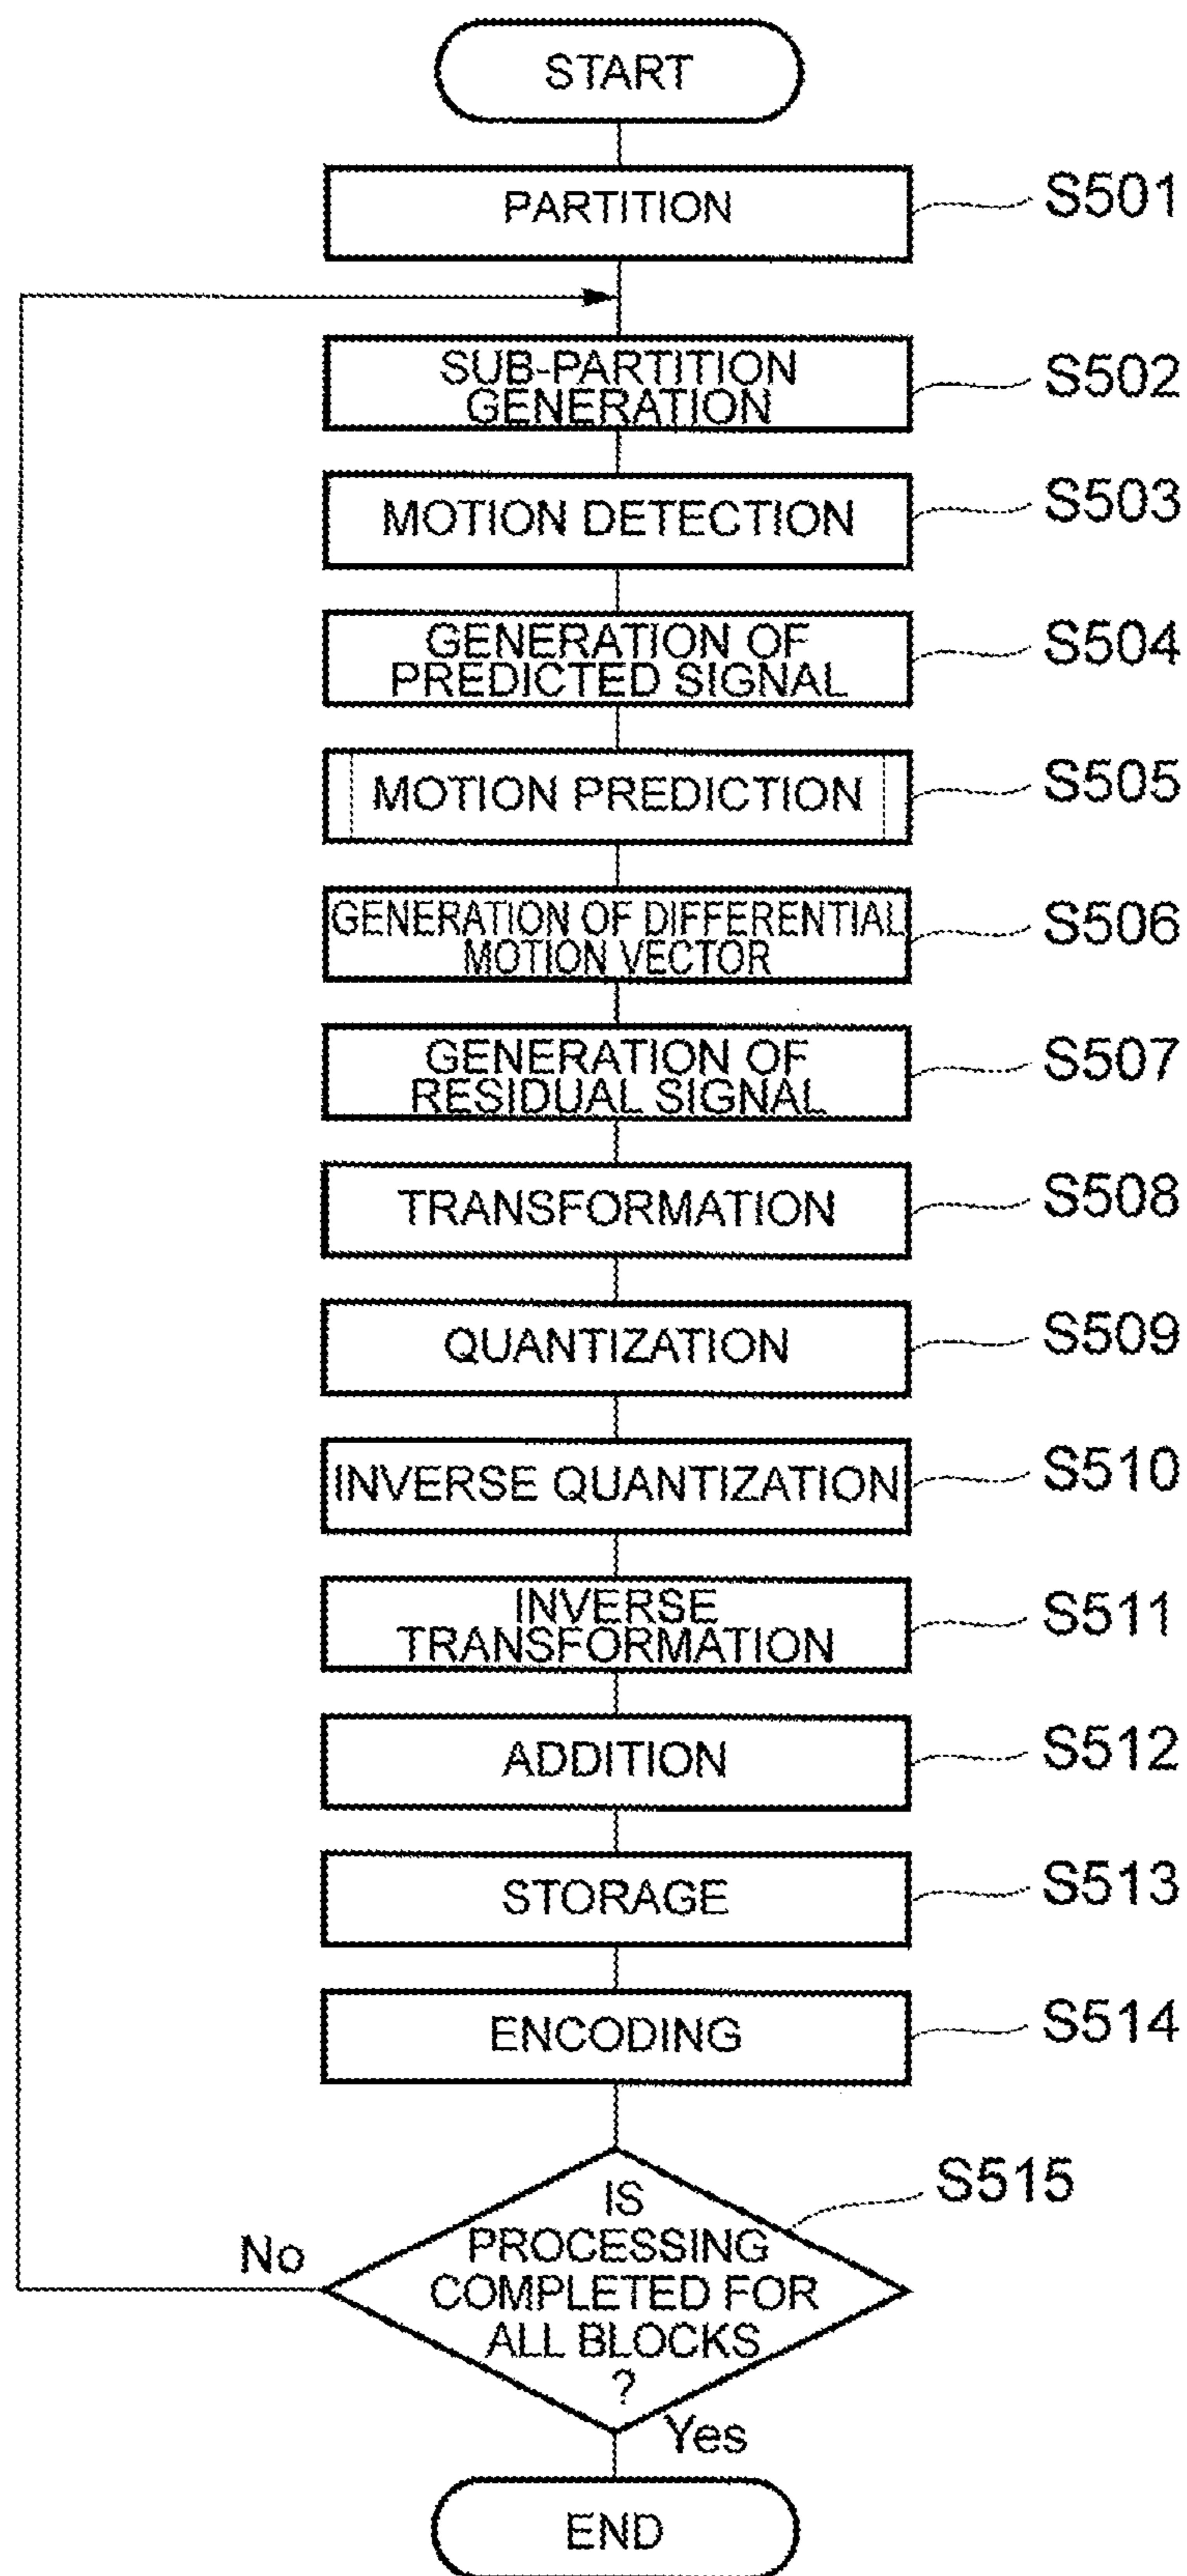 START
PARTITION
S501
SUB-PARTITION
GENERATION
S502
MOTION DETECTION
S503
GENERATION OF
PREDICTED SIGNAL
S504
MOTION PREDICTION
S505
GENERATION OF DIFFERENTIAL
MOTION VECTOR
S506
GENERATION OF
RESIDUAL SIGNAL
S507
TRANSFORMATION
S508
QUANTIZATION
S509
INVERSE QUANTIZATION
S510
INVERSE
TRANSFORMATION
S511
ADDITION
S512
STORAGE
S513
ENCODING
S514
IS
PROCESSING
COMPLETED FOR
ALL BLOCKS
?
S515
No
Yes
END